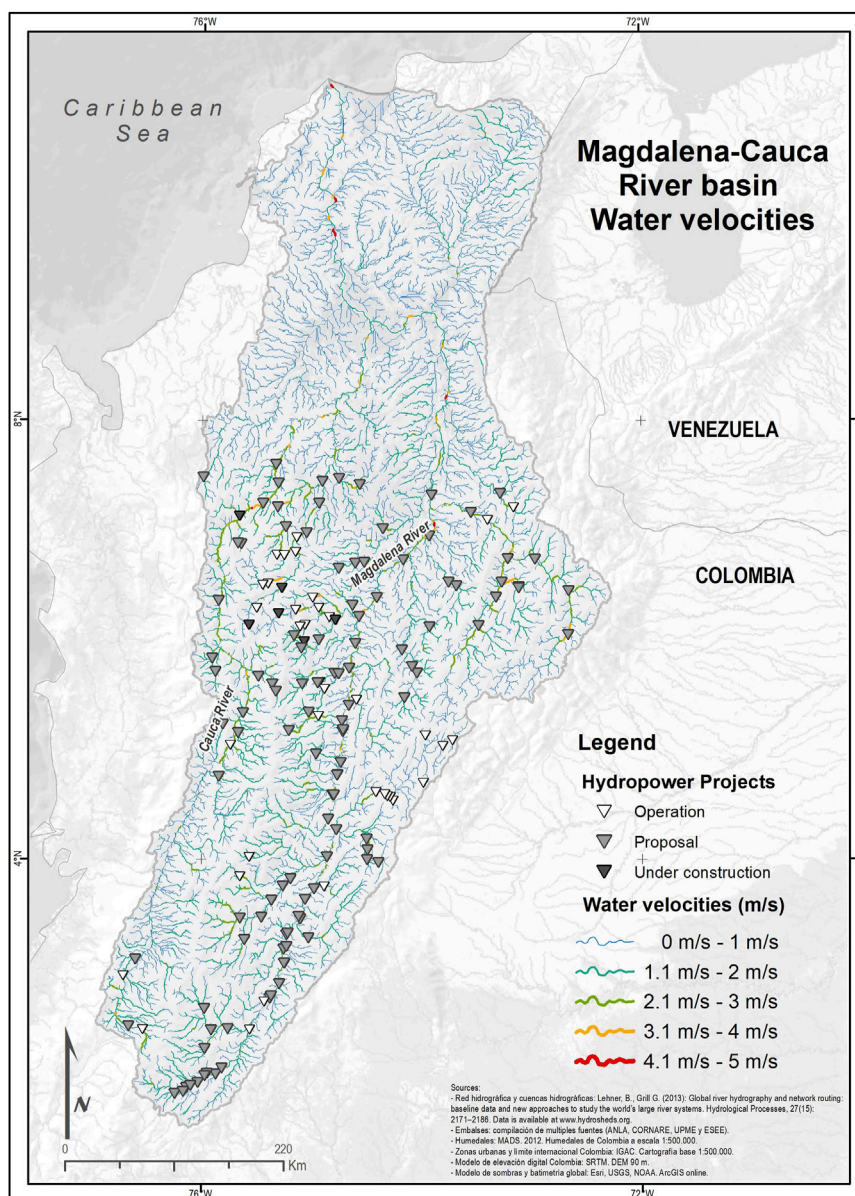 76°W
72°W
Caribbean
Sea
Magdalena-Cauca
River basin
Water velocities
8°N
8°N
VENEZUELA
Magdalena River
COLOMBIA
Cauca River
Legend
Hydropower Projects
Operation
Proposal
4°N
4°N
Under construction
Water velocities (m/s)
0 m/s - 1 m/s
1.1 m/s - 2 m/s
2.1 m/s - 3 m/s
3.1 m/s - 4 m/s
4.1 m/s - 5 m/s
N
0
220
Km
Sources:
- Red hidrográfica y cuencas hidrográficas: Lehner, B., Grill G. (2013): Global river hydrography and network routing:
baseline data and new approaches to study the world's large river systems. Hydrological Processes, 27(15):
2171–2186. Data is available at www.hydrosheds.org.
- Embalses: compilación de multiples fuentes (ANLA, CORNARE, UPME y ESEE).
- Humedales: MADS. 2012. Humedales de Colombia a escala 1:500.000.
- Zonas urbanas y límite internacional Colombia: IGAC. Cartografia base 1:500.000.
- Modelo de elevación digital Colombia: SRTM. DEM 90 m.
- Modelo de sombras y batimetria global: Esri, USGS, NOAA. ArcGIS online.
76°W
72°W